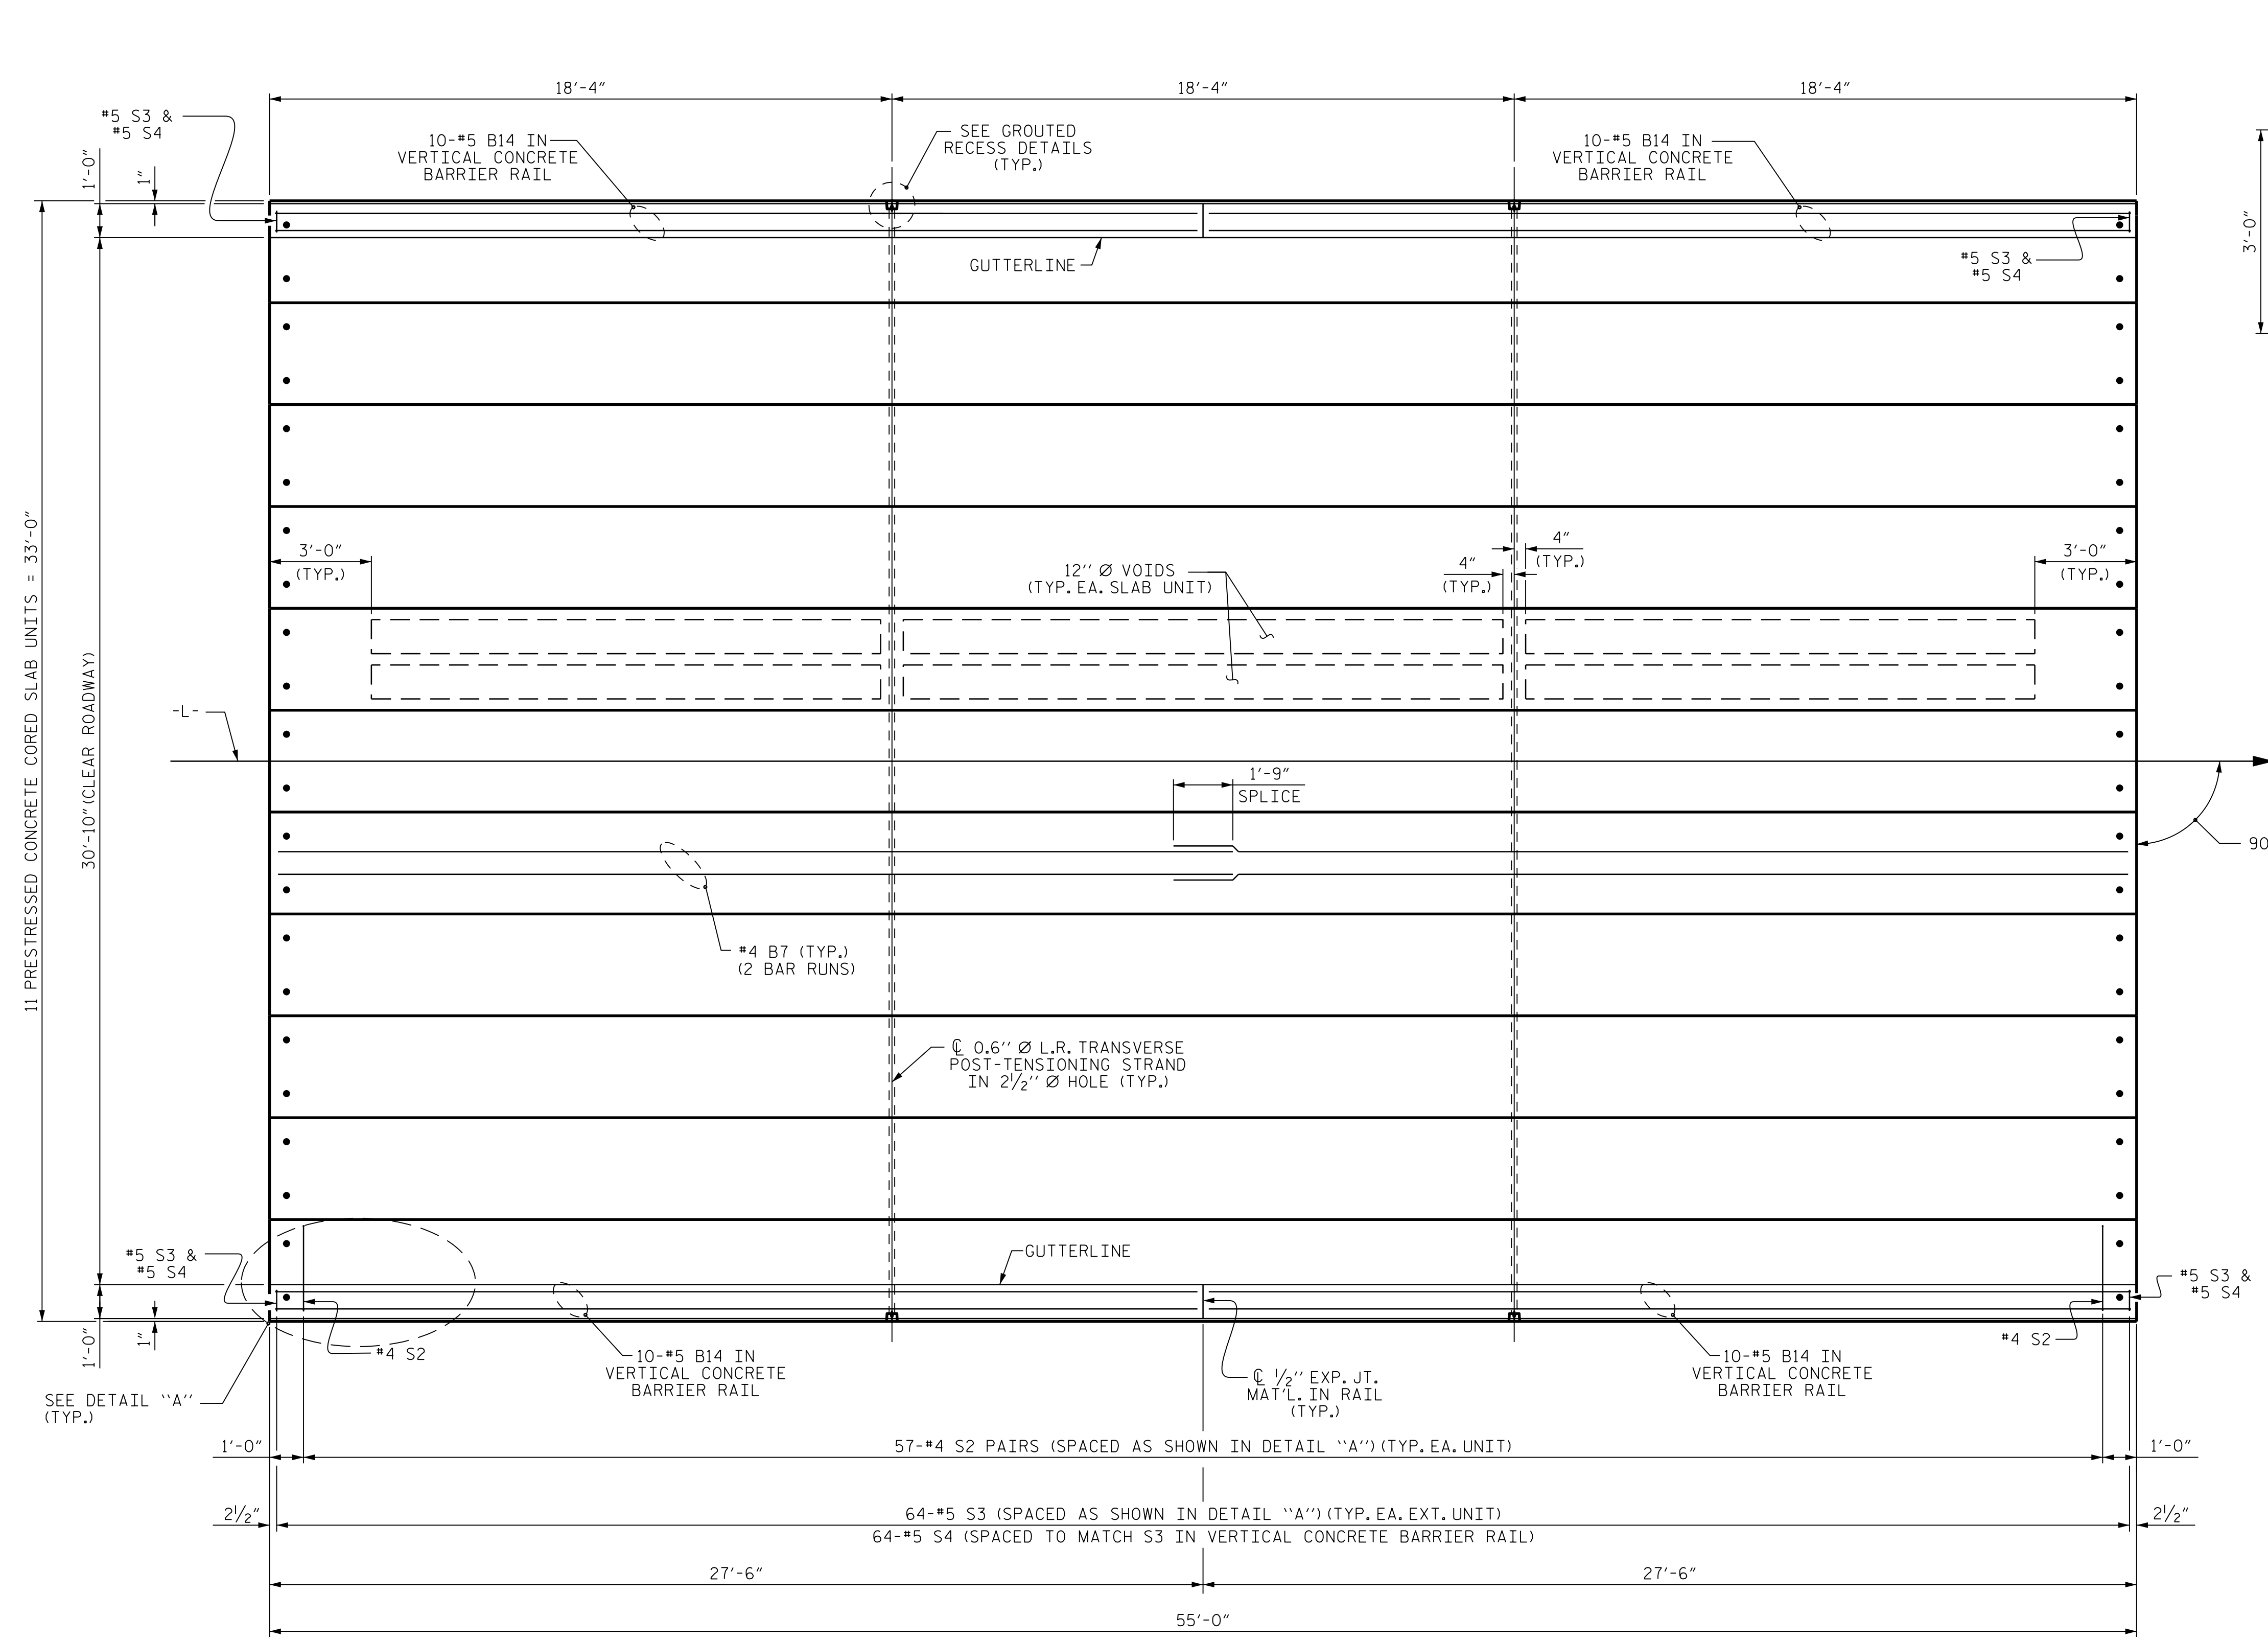 18'-4"
18'-4"
18'-4"
#5 S3 &
#5 S4
10-#5 B14 IN
VERTICAL CONCRETE
BARRIER RAIL
SEE GROUTED
RECESS DETAILS
(TYP.)
10-#5 B14 IN
VERTICAL CONCRETE
BARRIER RAIL
1'-0"
1"
3'-0"
GUTTERLINE
#5 S3 &
#5 S4
11 PRESTRESSED CONCRETE CORED SLAB UNITS = 33'-0"
30'-10" (CLEAR ROADWAY)
3'-0"
(TYP.)
12'' Ø VOIDS
(TYP. EA. SLAB UNIT)
4"
(TYP.)
4"
(TYP.)
3'-0"
(TYP.)
-L-
1'-9"
SPLICE
90
#4 B7 (TYP.)
(2 BAR RUNS)
℄ 0.6'' Ø L.R. TRANSVERSE
POST-TENSIONING STRAND
IN 2½'' Ø HOLE (TYP.)
#5 S3 &
#5 S4
GUTTERLINE
#5 S3 &
#5 S4
1'-0"
1"
#4 S2
10-#5 B14 IN
VERTICAL CONCRETE
BARRIER RAIL
℄ ½'' EXP. JT.
MAT'L. IN RAIL
(TYP.)
10-#5 B14 IN
VERTICAL CONCRETE
BARRIER RAIL
#4 S2
SEE DETAIL ``A''
(TYP.)
1'-0"
57-#4 S2 PAIRS (SPACED AS SHOWN IN DETAIL ``A'') (TYP. EA. UNIT)
1'-0"
2½"
64-#5 S3 (SPACED AS SHOWN IN DETAIL ``A'') (TYP. EA. EXT. UNIT)
64-#5 S4 (SPACED TO MATCH S3 IN VERTICAL CONCRETE BARRIER RAIL)
2½"
27'-6"
27'-6"
55'-0"